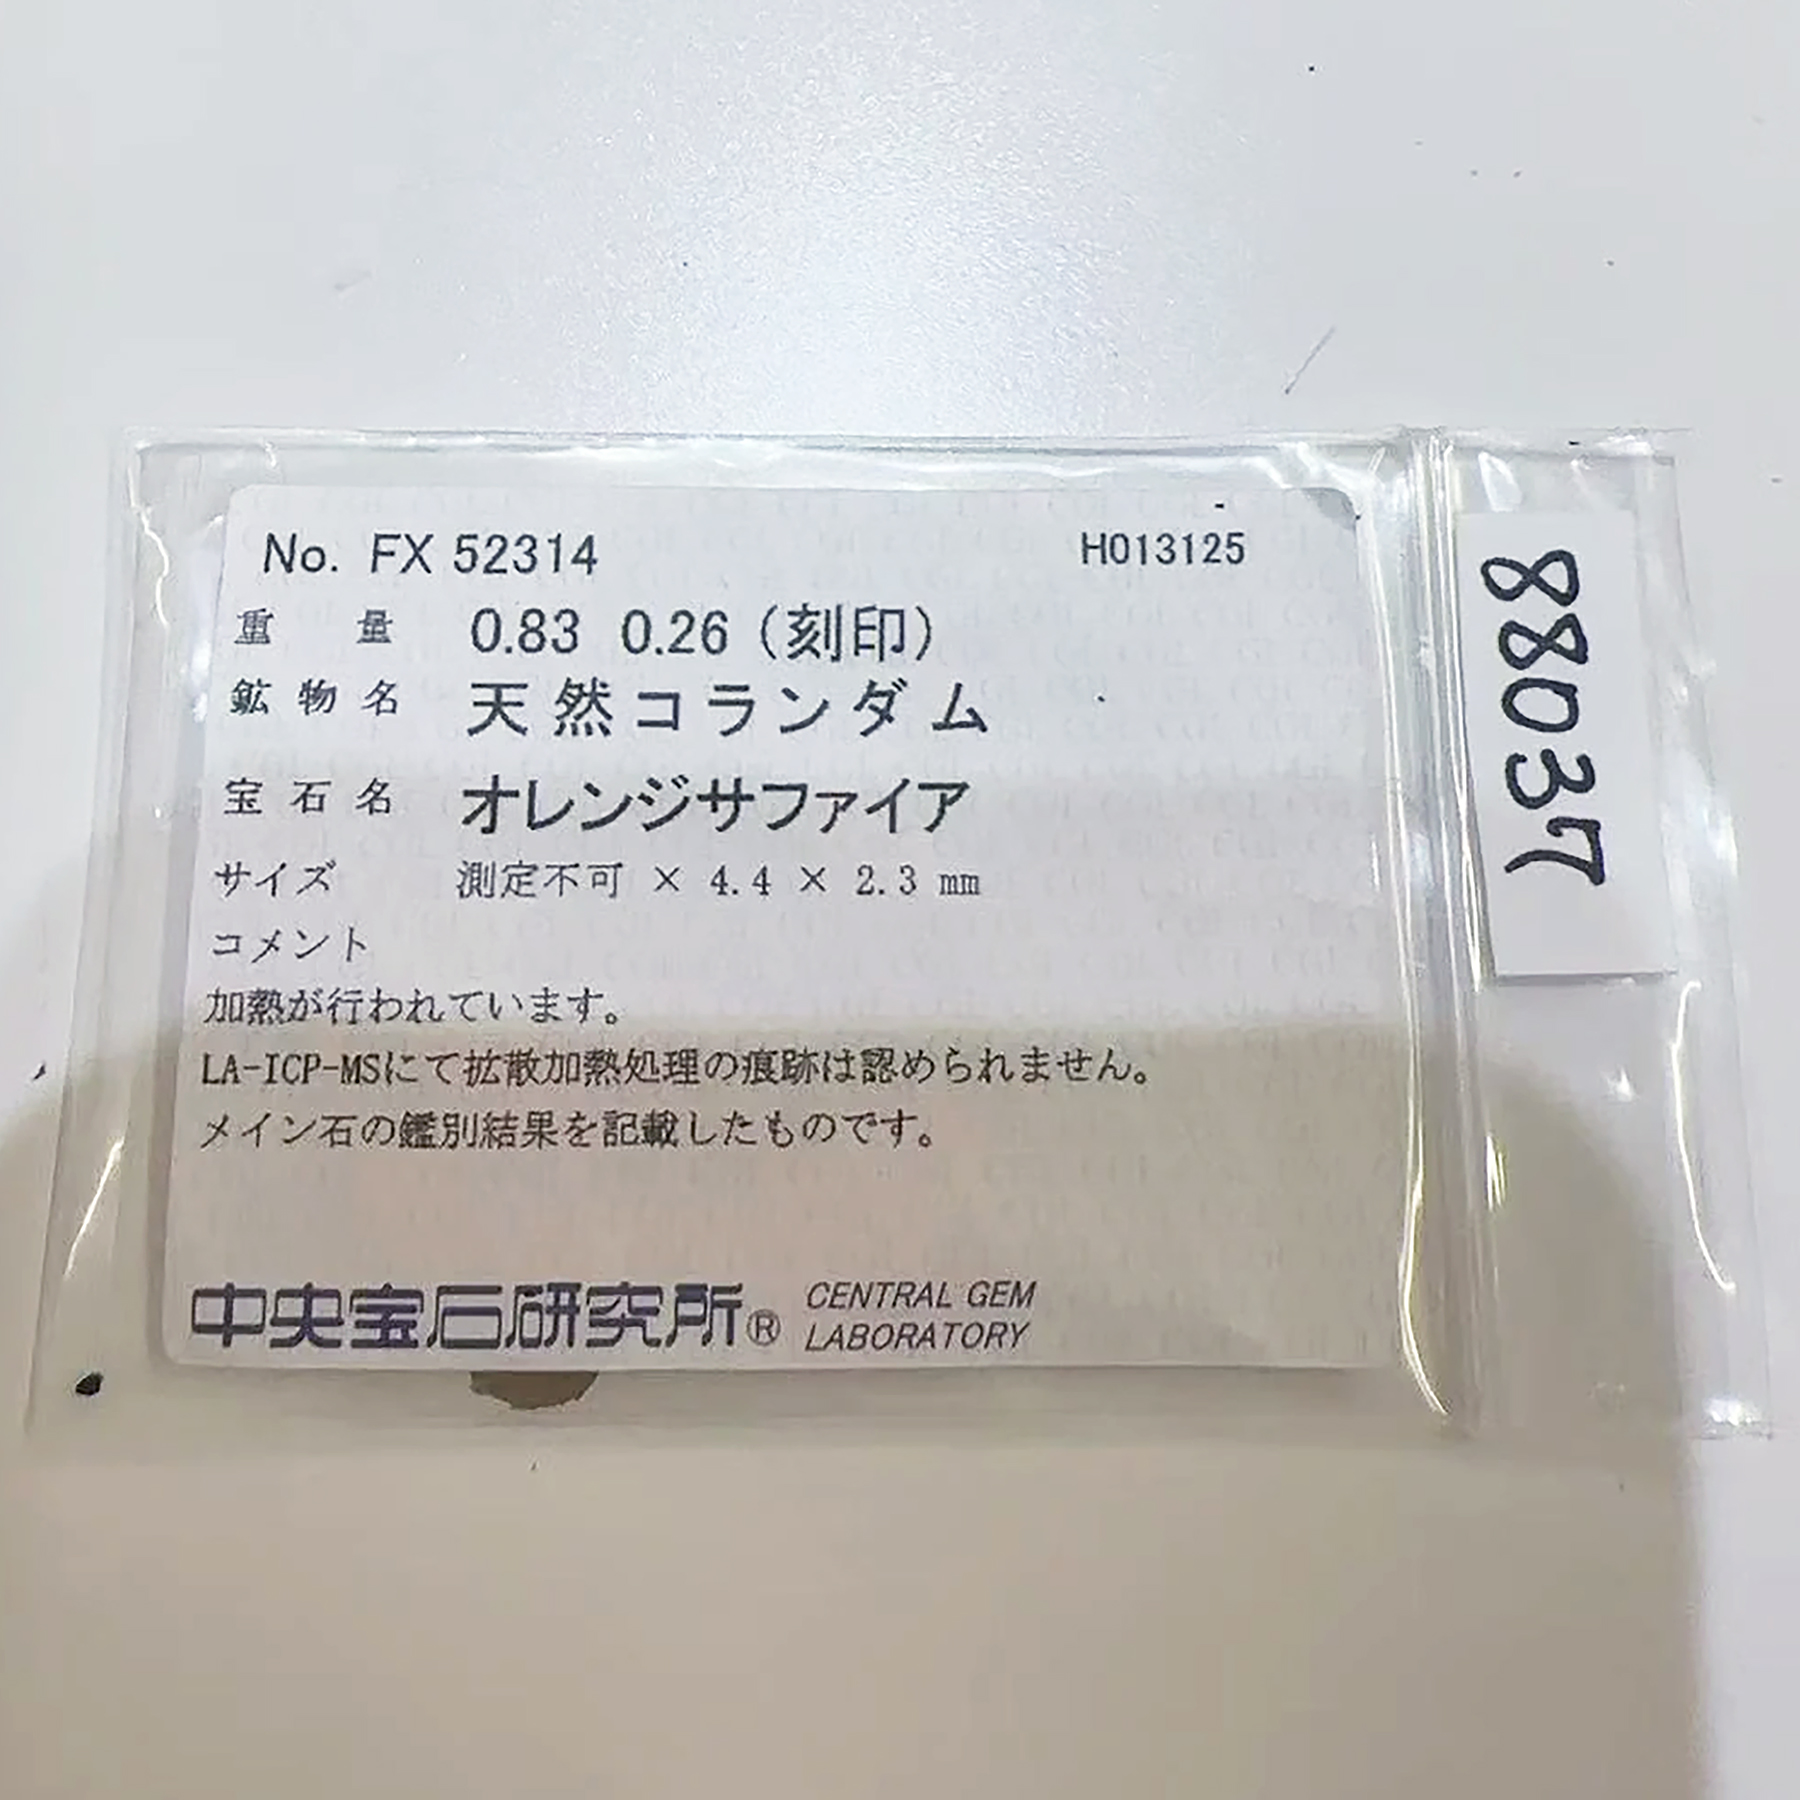 No. FX 52314 H013125
重量 0.83 0.26 (刻印)
鉱物名 天然コランダム
宝石名 オレンジサファイア
サイズ 測定不可 × 4.4 × 2.3 mm
コメント
加熱が行われています。
LA-ICP-MSにて拡散加熱処理の痕跡は認められません。
メイン石の鑑別結果を記載したものです。
中央宝石研究所® CENTRAL GEM
LABORATORY
88037